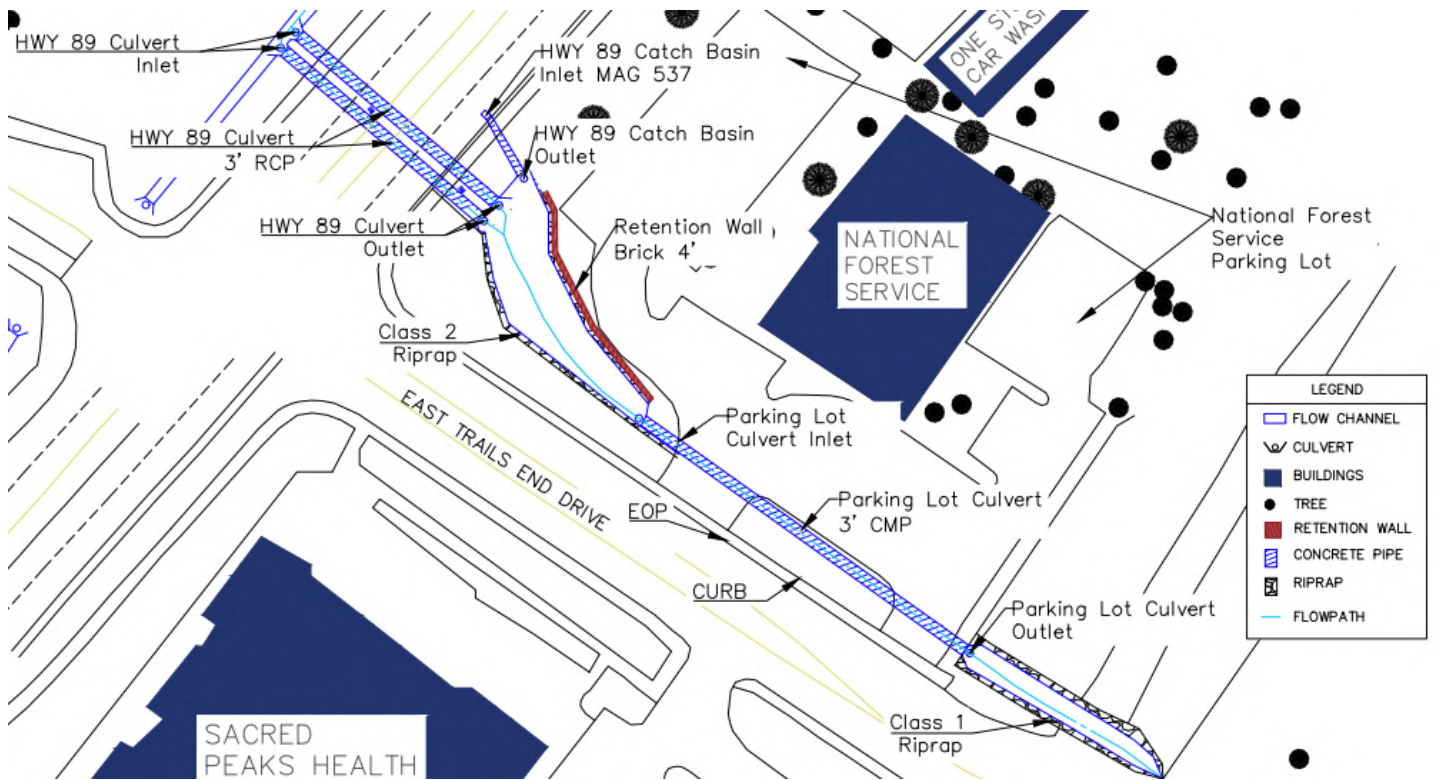 HWY 89 Culvert
Inlet
HWY 89 Catch Basin
Inlet MAG 537
ONE
CAR WASH
HWY 89 Culvert
3' RCP
HWY 89 Catch Basin
Outlet
HWY 89 Culvert
Outlet
Retention Wall
Brick 4'
NATIONAL
FOREST
SERVICE
National Forest
Service
Parking Lot
Class 2
Riprap
EAST TRAILS END DRIVE
Parking Lot
Culvert Inlet
EOP
Parking Lot Culvert
3' CMP
CURB
Parking Lot Culvert
Outlet
Class 1
Riprap
SACRED
PEAKS HEALTH
LEGEND
FLOW CHANNEL
CULVERT
BUILDINGS
TREE
RETENTION WALL
CONCRETE PIPE
RIPRAP
FLOWPATH